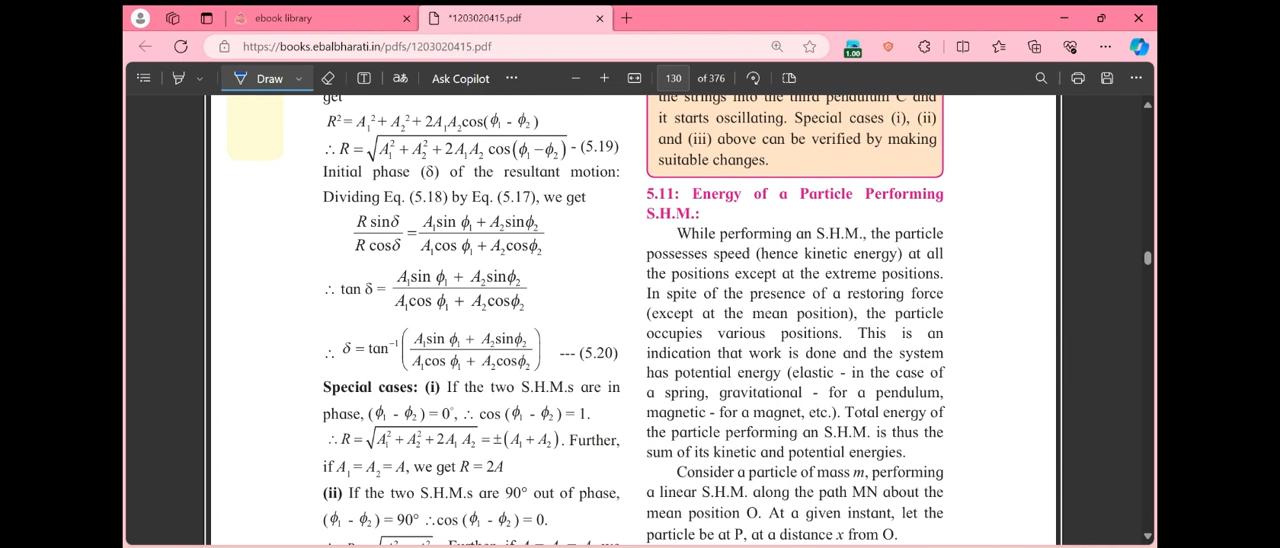 ebook library
*1203020415.pdf
https://books.ebalbharati.in/pdfs/1203020415.pdf
1.00
Draw
Ask Copilot
130 of 376
get
R² = A₁² + A₂² + 2A₁A₂cos(ϕ₁ - ϕ₂)
∴ R = √(A₁² + A₂² + 2A₁A₂ cos(ϕ₁ − ϕ₂)) - (5.19)
Initial phase (δ) of the resultant motion:
Dividing Eq. (5.18) by Eq. (5.17), we get
R sinδ / R cosδ = (A₁sin ϕ₁ + A₂sinϕ₂) / (A₁cos ϕ₁ + A₂cosϕ₂)
∴ tan δ = (A₁sin ϕ₁ + A₂sinϕ₂) / (A₁cos ϕ₁ + A₂cosϕ₂)
∴ δ = tan⁻¹ ((A₁sin ϕ₁ + A₂sinϕ₂) / (A₁cos ϕ₁ + A₂cosϕ₂)) --- (5.20)
Special cases: (i) If the two S.H.M.s are in
phase, (ϕ₁ - ϕ₂) = 0°, ∴ cos (ϕ₁ - ϕ₂) = 1.
∴ R = √(A₁² + A₂² + 2A₁ A₂) = ±(A₁ + A₂). Further,
if A₁ = A₂ = A, we get R = 2A
(ii) If the two S.H.M.s are 90° out of phase,
(ϕ₁ - ϕ₂) = 90° ∴ cos (ϕ₁ - ϕ₂) = 0.
the strings into the third pendulum C and
it starts oscillating. Special cases (i), (ii)
and (iii) above can be verified by making
suitable changes.
5.11: Energy of a Particle Performing
S.H.M.:
While performing an S.H.M., the particle
possesses speed (hence kinetic energy) at all
the positions except at the extreme positions.
In spite of the presence of a restoring force
(except at the mean position), the particle
occupies various positions. This is an
indication that work is done and the system
has potential energy (elastic - in the case of
a spring, gravitational - for a pendulum,
magnetic - for a magnet, etc.). Total energy of
the particle performing an S.H.M. is thus the
sum of its kinetic and potential energies.
Consider a particle of mass m, performing
a linear S.H.M. along the path MN about the
mean position O. At a given instant, let the
particle be at P, at a distance x from O.